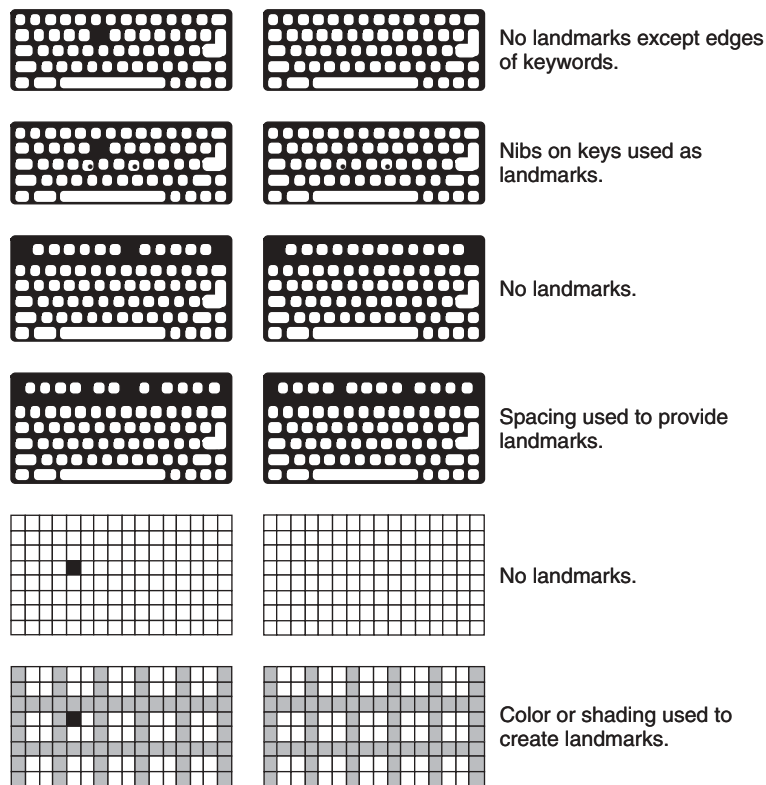 No landmarks except edges
of keywords.
Nibs on keys used as
landmarks.
No landmarks.
Spacing used to provide
landmarks.
No landmarks.
Color or shading used to
create landmarks.